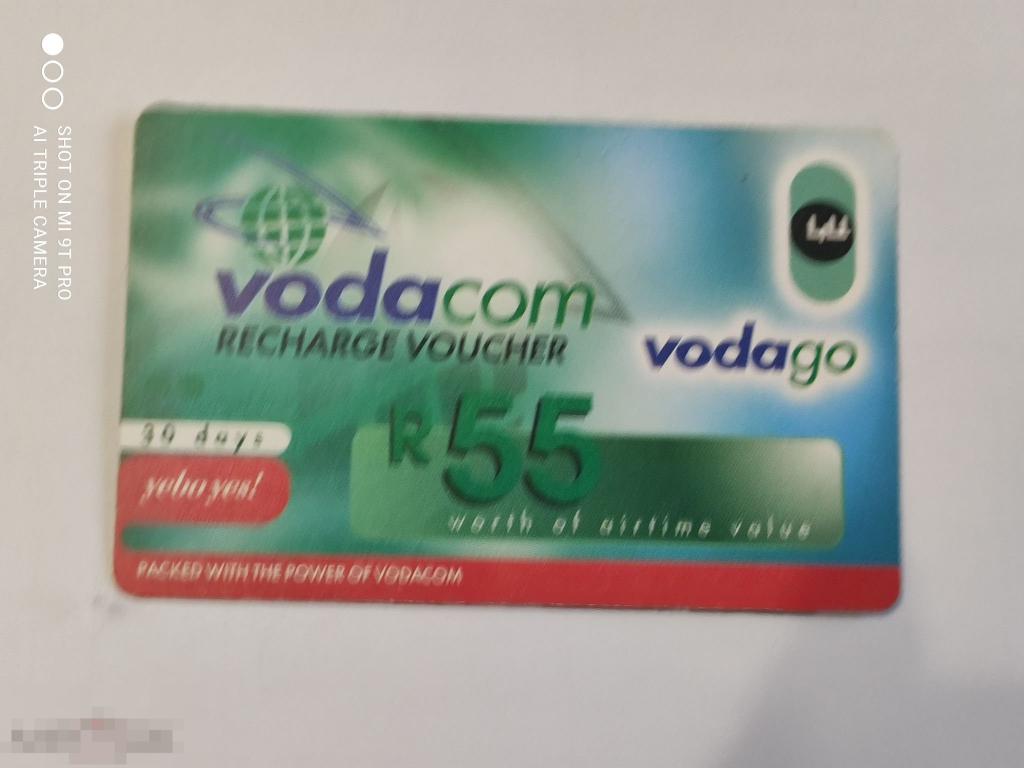 SHOT ON MI 9T PRO
AI TRIPLE CAMERA
vodacom
RECHARGE VOUCHER
vodago
R55
30 days
yebo yes!
worth of airtime value
PACKED WITH THE POWER OF VODACOM